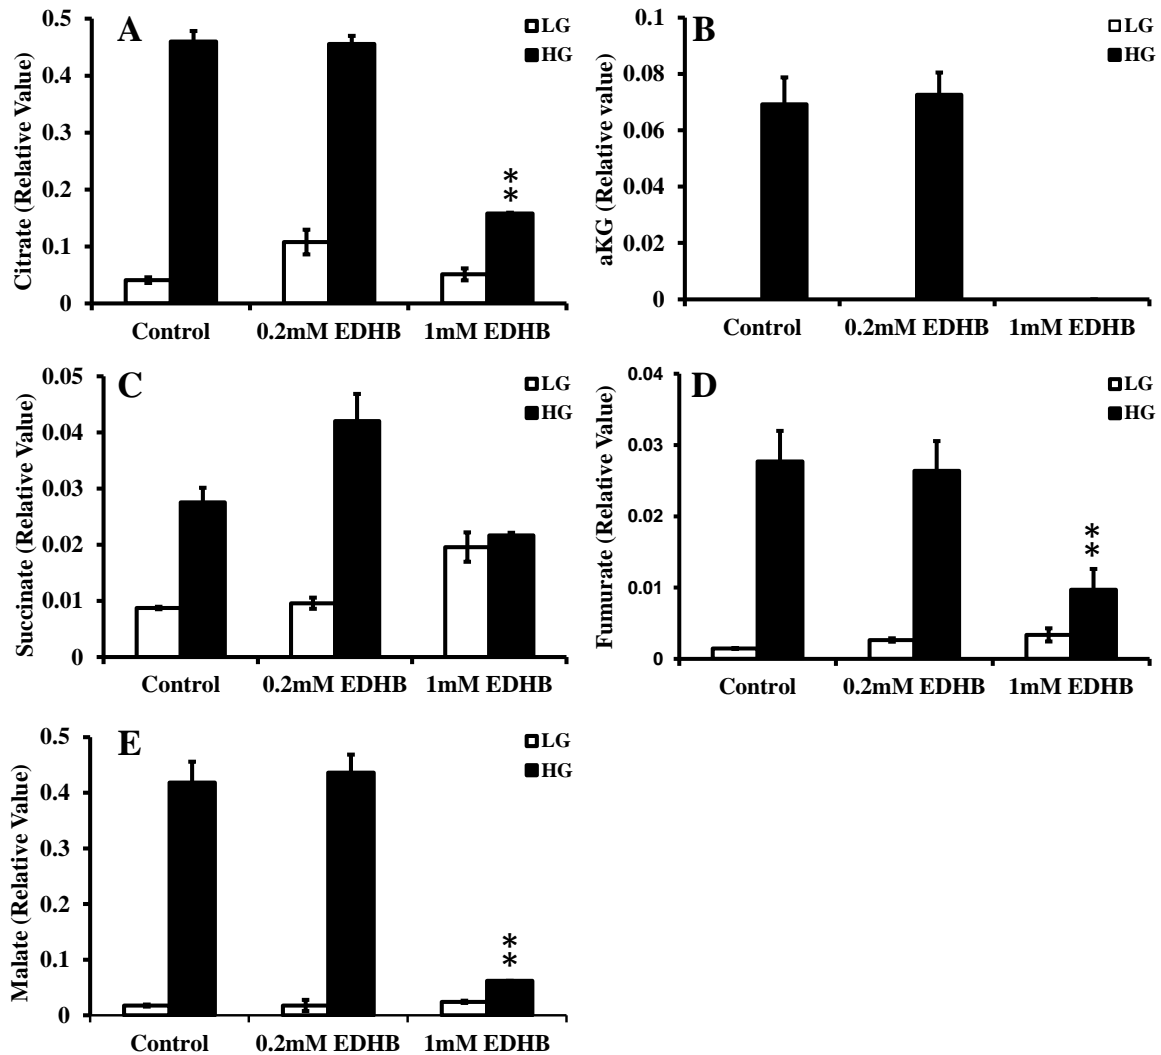 A
Citrate (Relative Value)
0.5
0.4
0.3
0.2
0.1
0
LG
HG
**
Control
0.2mM EDHB
1mM EDHB
B
aKG (Relative value)
0.1
0.08
0.06
0.04
0.02
0
LG
HG
Control
0.2mM EDHB
1mM EDHB
C
Succinate (Relative Value)
0.05
0.04
0.03
0.02
0.01
0
LG
HG
Control
0.2mM EDHB
1mM EDHB
D
Fumurate (Relative Value)
0.04
0.03
0.02
0.01
0
LG
HG
**
Control
0.2mM EDHB
1mM EDHB
E
Malate (Relative Value)
0.5
0.4
0.3
0.2
0.1
0
LG
HG
**
Control
0.2mM EDHB
1mM EDHB